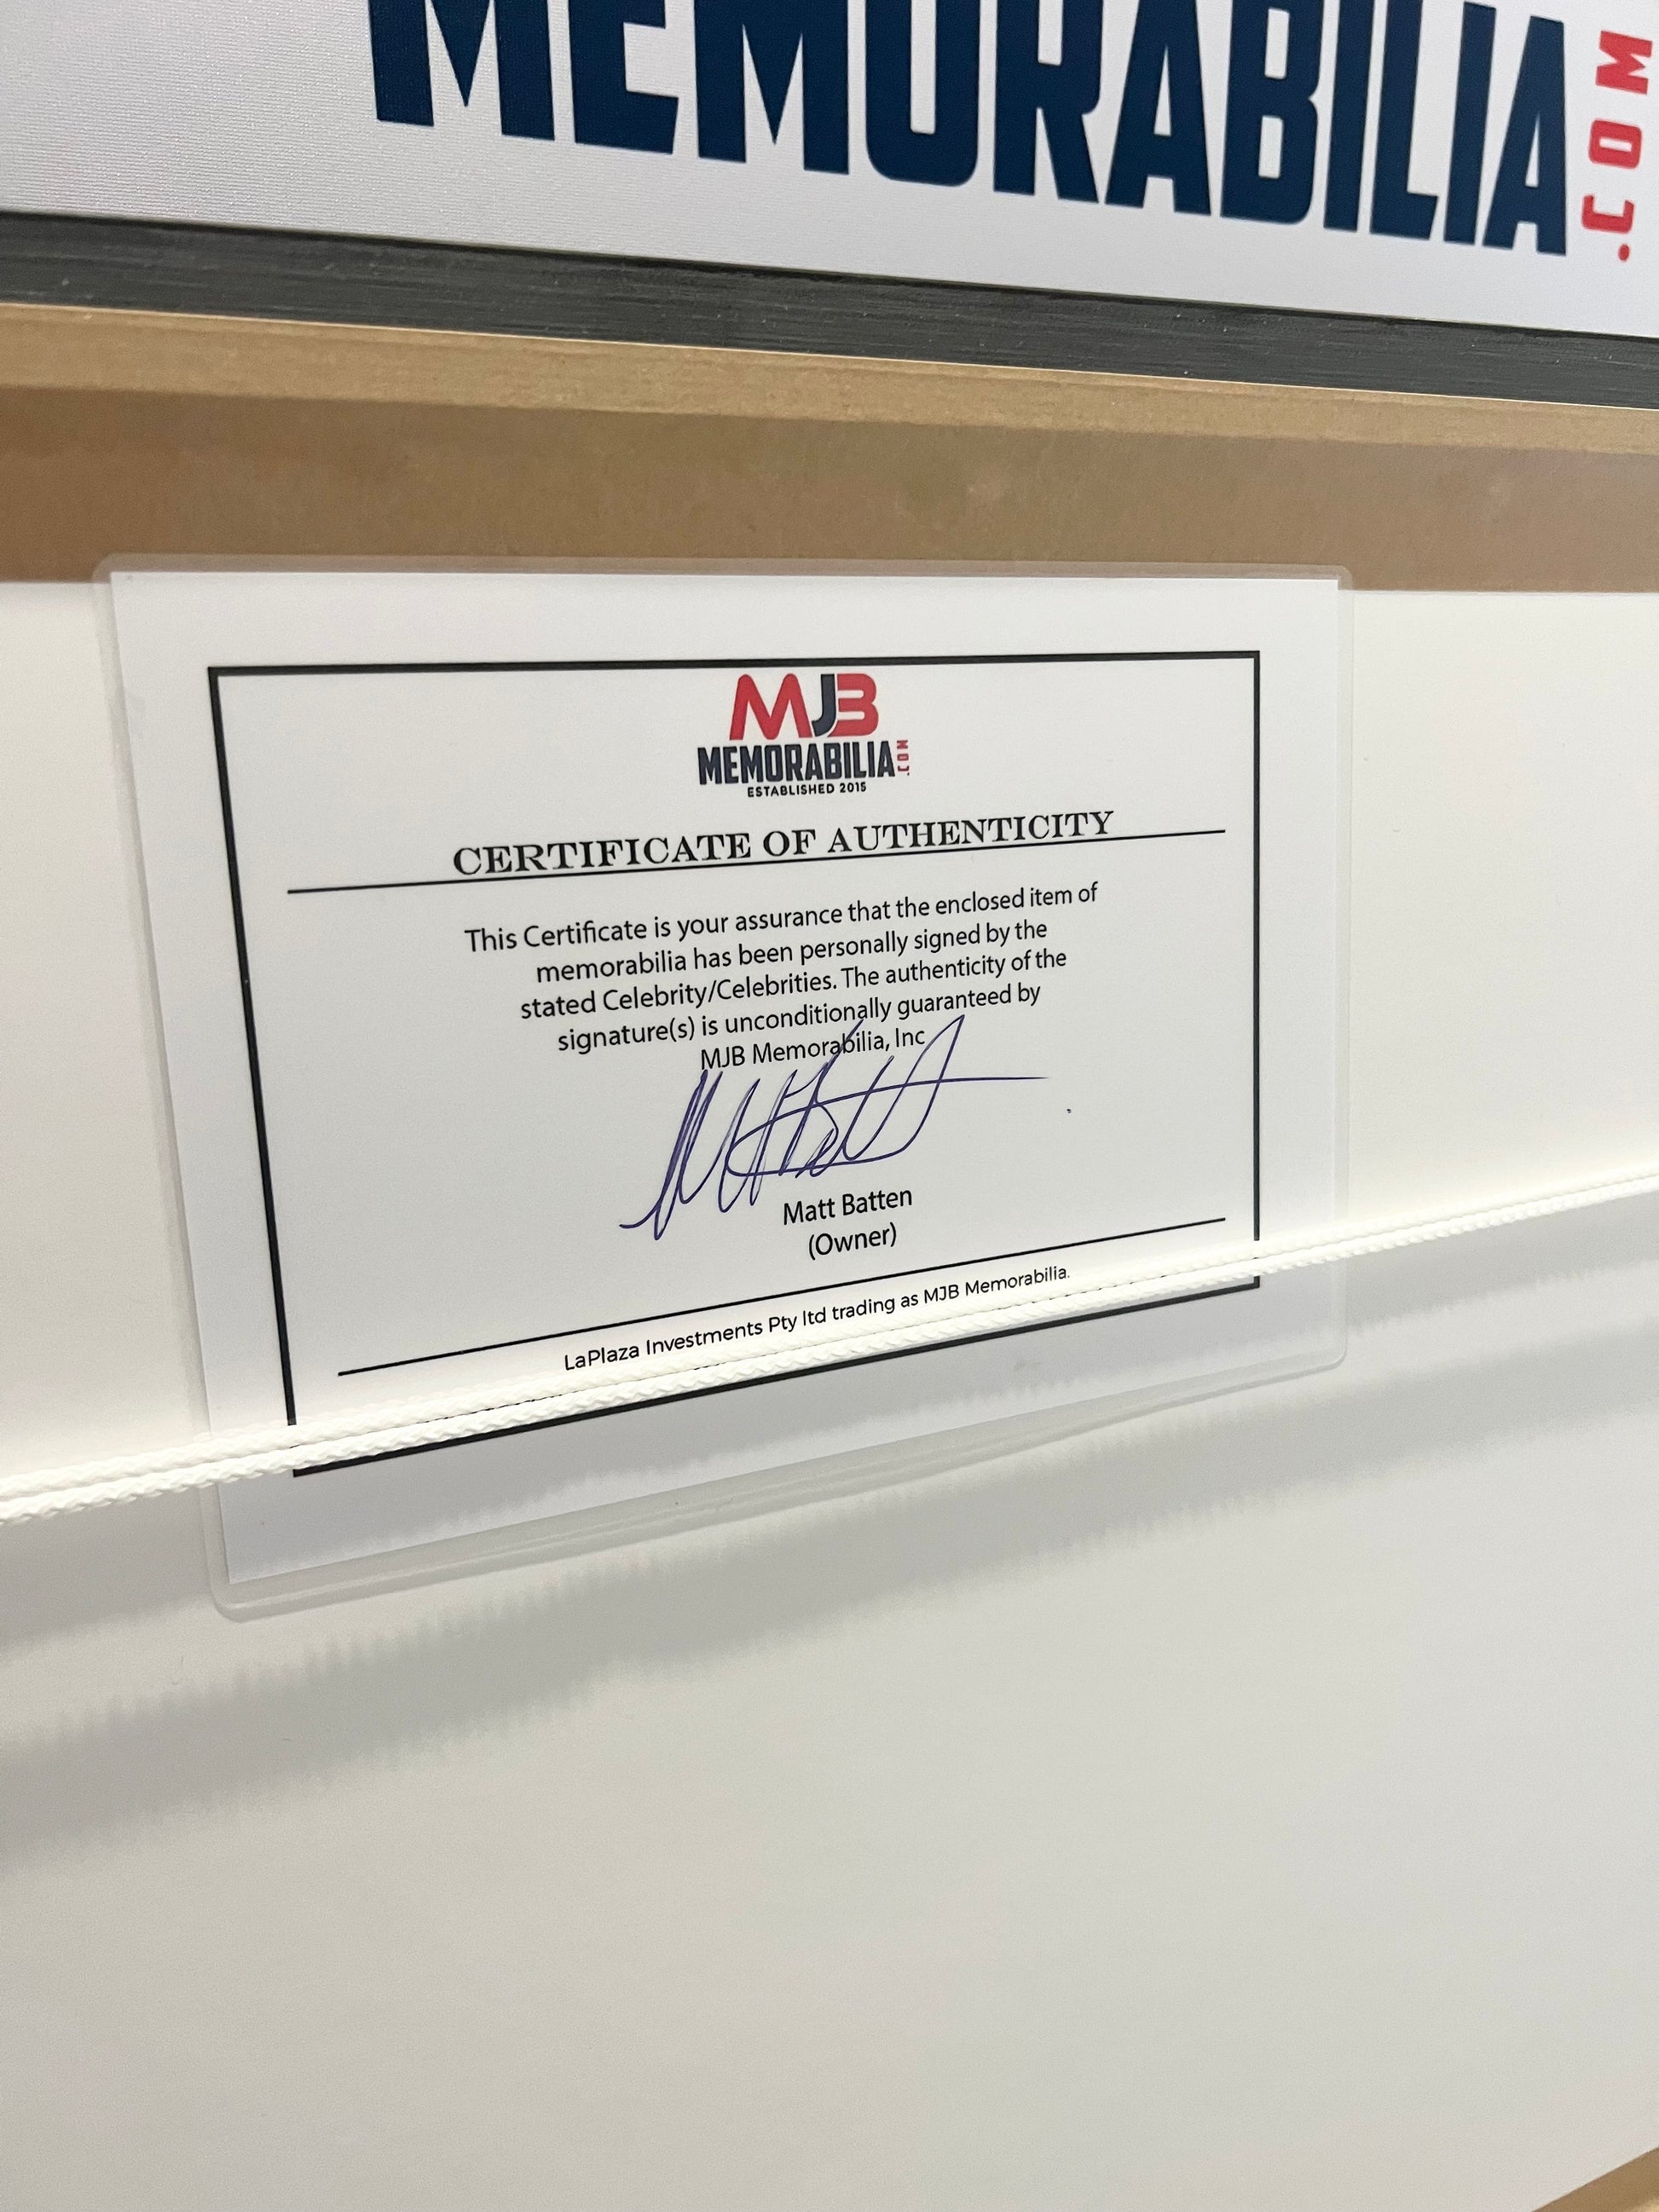 MEMORABILIA
.COM
MJB
MEMORABILIA
.COM
ESTABLISHED 2015
CERTIFICATE OF AUTHENTICITY
This Certificate is your assurance that the enclosed item of
memorabilia has been personally signed by the
stated Celebrity/Celebrities. The authenticity of the
signature(s) is unconditionally guaranteed by
MJB Memorabilia, Inc
Matt Batten
(Owner)
LaPlaza Investments Pty ltd trading as MJB Memorabilia.